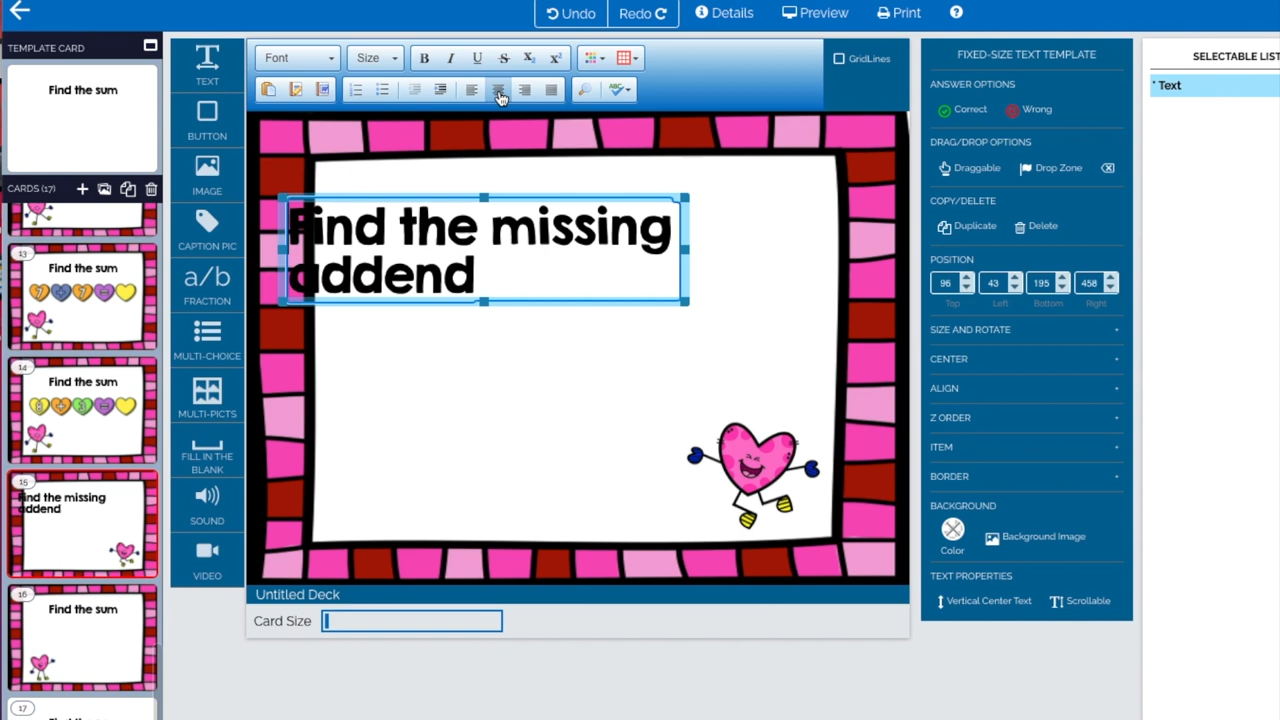 Undo
Redo
Details
Preview
Print
TEMPLATE CARD
Find the sum
CARDS (17)
13
Find the sum
7 + 7 =
14
Find the sum
15
Find the missing
addend
16
Find the sum
17
TEXT
BUTTON
IMAGE
CAPTION PIC
a/b
FRACTION
MULTI-CHOICE
MULTI-PICTS
FILL IN THE
BLANK
SOUND
VIDEO
Font
Size
B I U S X₂ X²
GridLines
Find the missing
addend
Untitled Deck
Card Size
FIXED-SIZE TEXT TEMPLATE
ANSWER OPTIONS
Correct
Wrong
DRAG/DROP OPTIONS
Draggable
Drop Zone
COPY/DELETE
Duplicate
Delete
POSITION
96
43
195
458
Top
Left
Bottom
Right
SIZE AND ROTATE
CENTER
ALIGN
Z ORDER
ITEM
BORDER
BACKGROUND
Color
Background Image
TEXT PROPERTIES
Vertical Center Text
Scrollable
SELECTABLE LIST
* Text